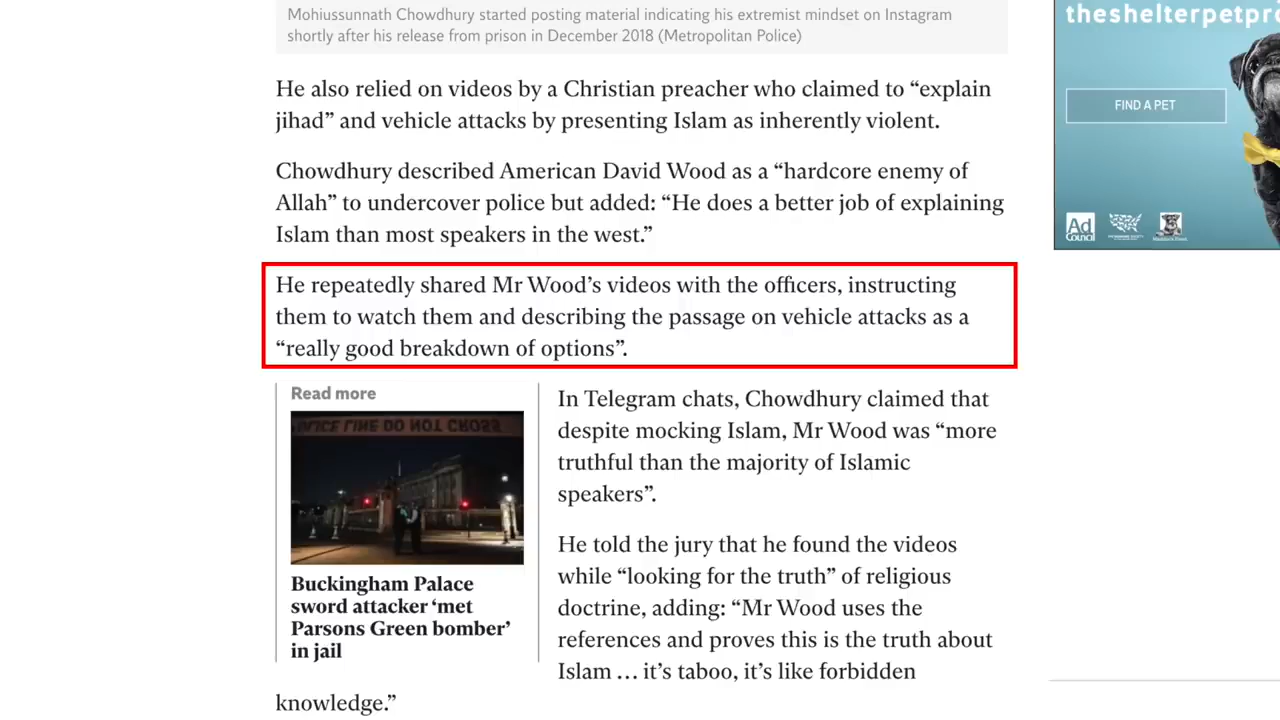 Mohiussunnath Chowdhury started posting material indicating his extremist mindset on Instagram
shortly after his release from prison in December 2018 (Metropolitan Police)
He also relied on videos by a Christian preacher who claimed to “explain
jihad” and vehicle attacks by presenting Islam as inherently violent.
Chowdhury described American David Wood as a “hardcore enemy of
Allah” to undercover police but added: “He does a better job of explaining
Islam than most speakers in the west.”
He repeatedly shared Mr Wood’s videos with the officers, instructing
them to watch them and describing the passage on vehicle attacks as a
“really good breakdown of options”.
Read more
POLICE LINE DO NOT CROSS
Buckingham Palace
sword attacker ‘met
Parsons Green bomber’
in jail
In Telegram chats, Chowdhury claimed that
despite mocking Islam, Mr Wood was “more
truthful than the majority of Islamic
speakers”.
He told the jury that he found the videos
while “looking for the truth” of religious
doctrine, adding: “Mr Wood uses the
references and proves this is the truth about
Islam … it’s taboo, it’s like forbidden
knowledge.”
theshelterpetpr
FIND A PET
Ad
Council